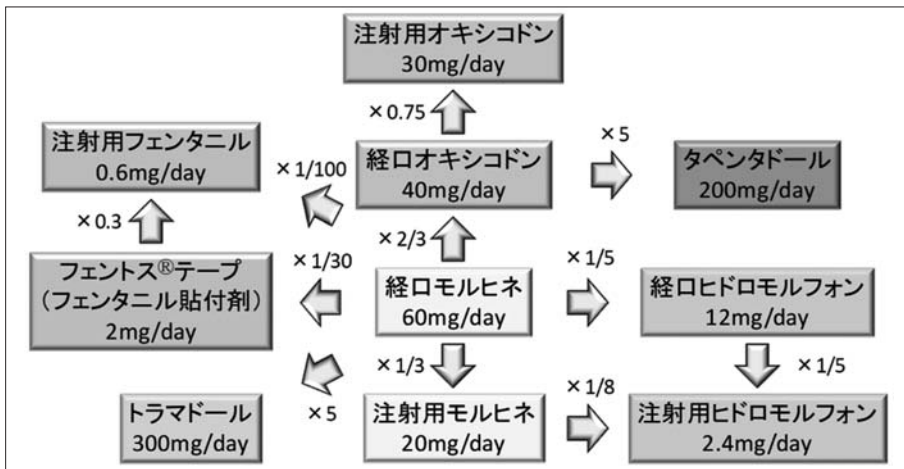 注射用オキシコドン
30mg/day
×0.75
注射用フェンタニル
0.6mg/day
×1/100
経口オキシコドン
40mg/day
×5
タペンタドール
200mg/day
×0.3
×2/3
フェントス®テープ
(フェンタニル貼付剤)
2mg/day
×1/30
経口モルヒネ
60mg/day
×1/5
経口ヒドロモルフォン
12mg/day
×1/3
×1/5
トラマドール
300mg/day
×5
注射用モルヒネ
20mg/day
×1/8
注射用ヒドロモルフォン
2.4mg/day